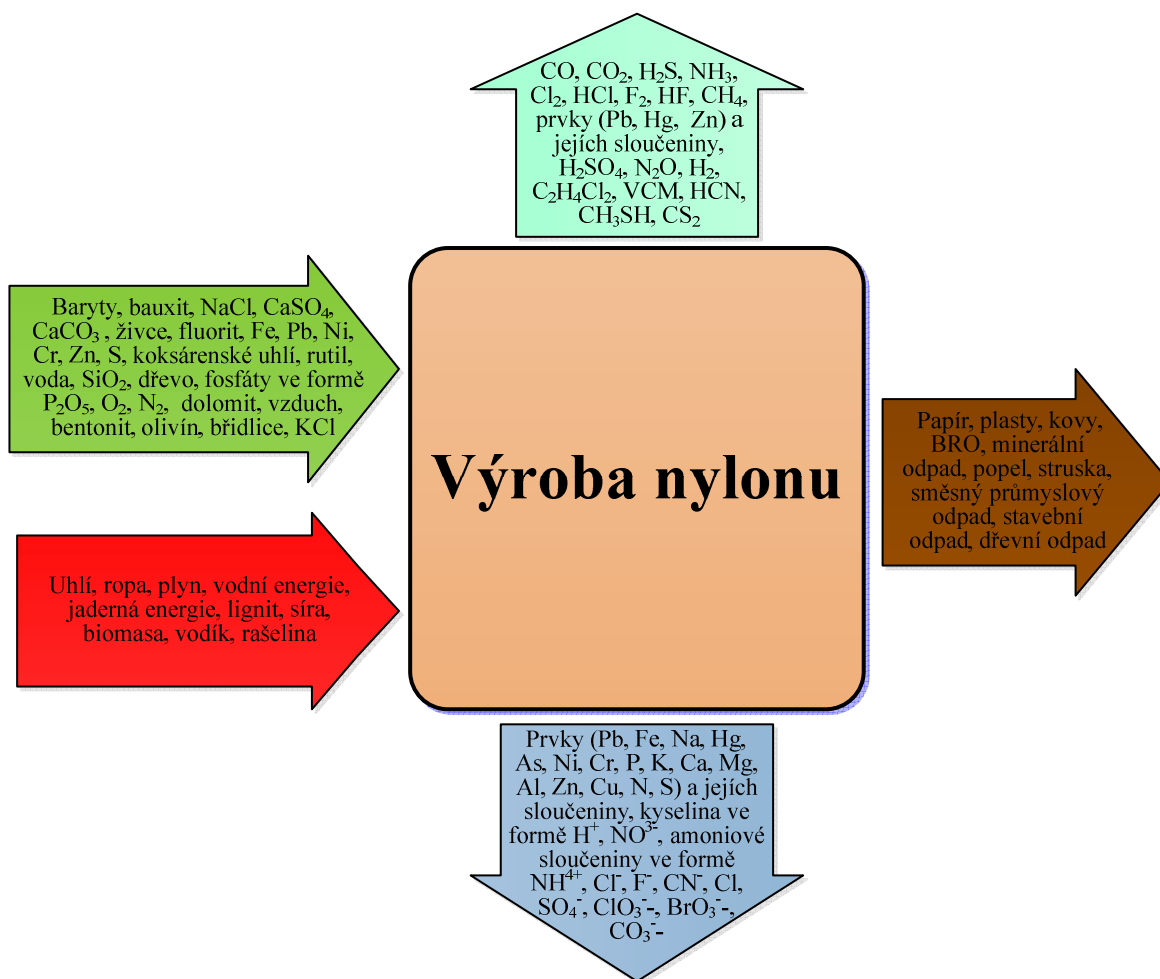 CO, CO₂, H₂S, NH₃,
Cl₂, HCl, F₂, HF, CH₄,
prvky (Pb, Hg, Zn) a
jejích sloučeniny,
H₂SO₄, N₂O, H₂,
C₂H₄Cl₂, VCM, HCN,
CH₃SH, CS₂
Baryty, bauxit, NaCl, CaSO₄,
CaCO₃ , živce, fluorit, Fe, Pb, Ni,
Cr, Zn, S, koksárenské uhlí, rutil,
voda, SiO₂, dřevo, fosfáty ve formě
P₂O₅, O₂, N₂, dolomit, vzduch,
bentonit, olivín, břidlice, KCl
Uhlí, ropa, plyn, vodní energie,
jaderná energie, lignit, síra,
biomasa, vodík, rašelina
Výroba nylonu
Papír, plasty, kovy,
BRO, minerální
odpad, popel, struska,
směsný průmyslový
odpad, stavební
odpad, dřevní odpad
Prvky (Pb, Fe, Na, Hg,
As, Ni, Cr, P, K, Ca, Mg,
Al, Zn, Cu, N, S) a jejích
sloučeniny, kyselina ve
formě H⁺, NO³⁻, amoniové
sloučeniny ve formě
NH⁴⁺, Cl⁻, F⁻, CN⁻, Cl,
SO₄⁻, ClO₃⁻-, BrO₃⁻-,
CO₃⁻-